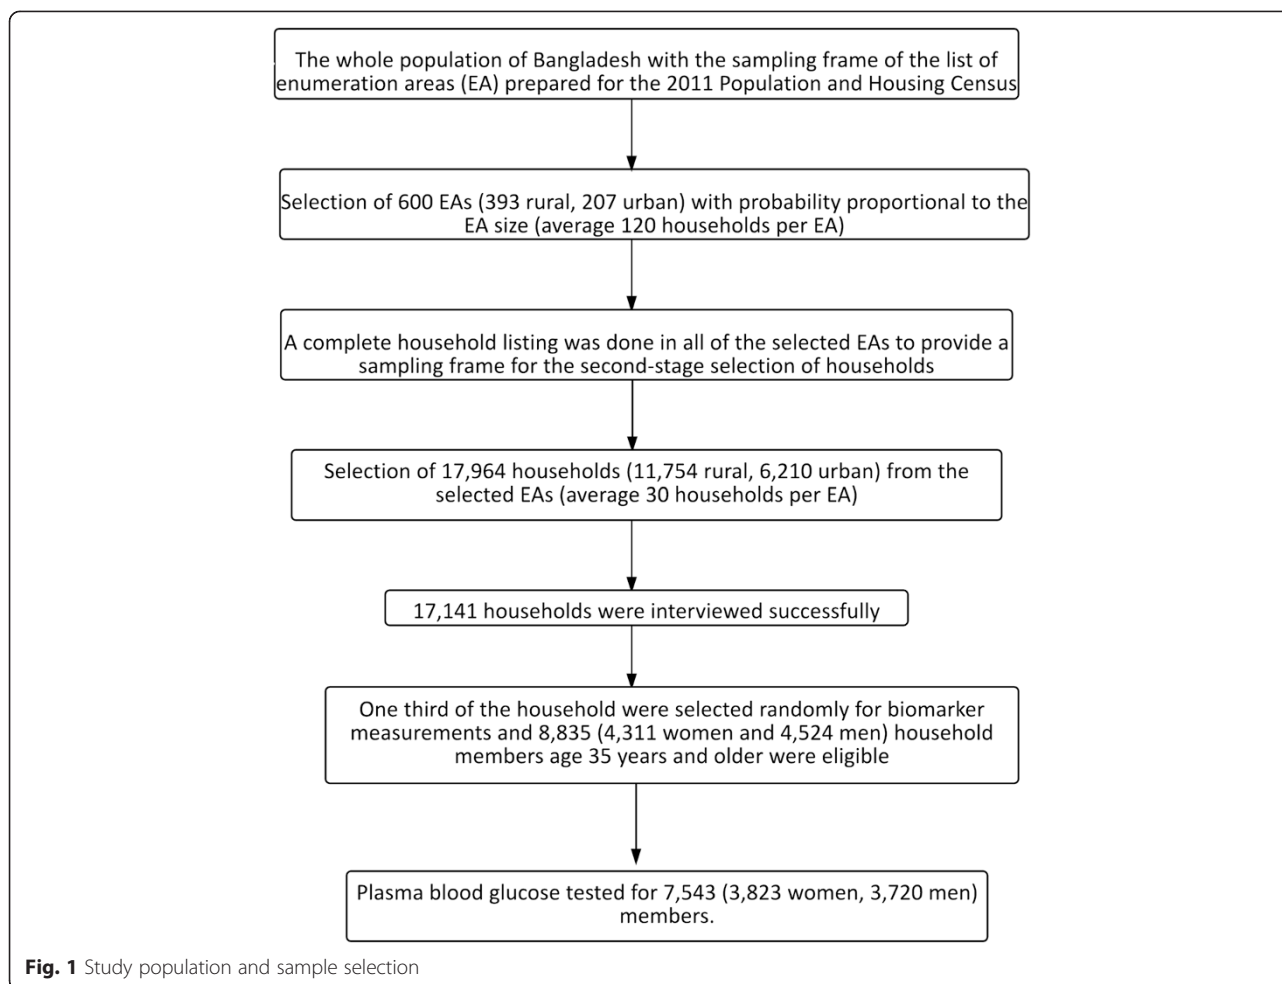 The whole population of Bangladesh with the sampling frame of the list of
enumeration areas (EA) prepared for the 2011 Population and Housing Census
Selection of 600 EAs (393 rural, 207 urban) with probability proportional to the
EA size (average 120 households per EA)
A complete household listing was done in all of the selected EAs to provide a
sampling frame for the second-stage selection of households
Selection of 17,964 households (11,754 rural, 6,210 urban) from the
selected EAs (average 30 households per EA)
17,141 households were interviewed successfully
One third of the household were selected randomly for biomarker
measurements and 8,835 (4,311 women and 4,524 men) household
members age 35 years and older were eligible
Plasma blood glucose tested for 7,543 (3,823 women, 3,720 men)
members.
Fig. 1 Study population and sample selection